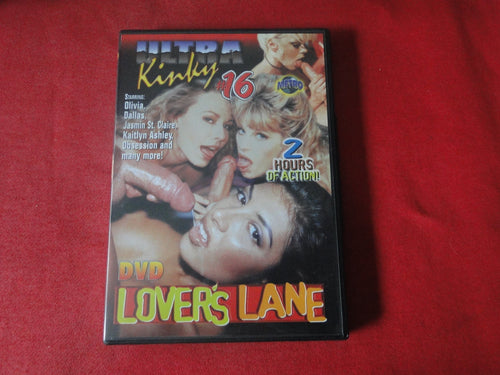 ULTRA
Kinky
#16
Starring:
Olivia,
Dallas,
Jasmin St. Claire,
Kaitlyn Ashley,
Obsession and
many more!
METRO
2
HOURS
OF ACTION!
DVD
LOVER'S LANE